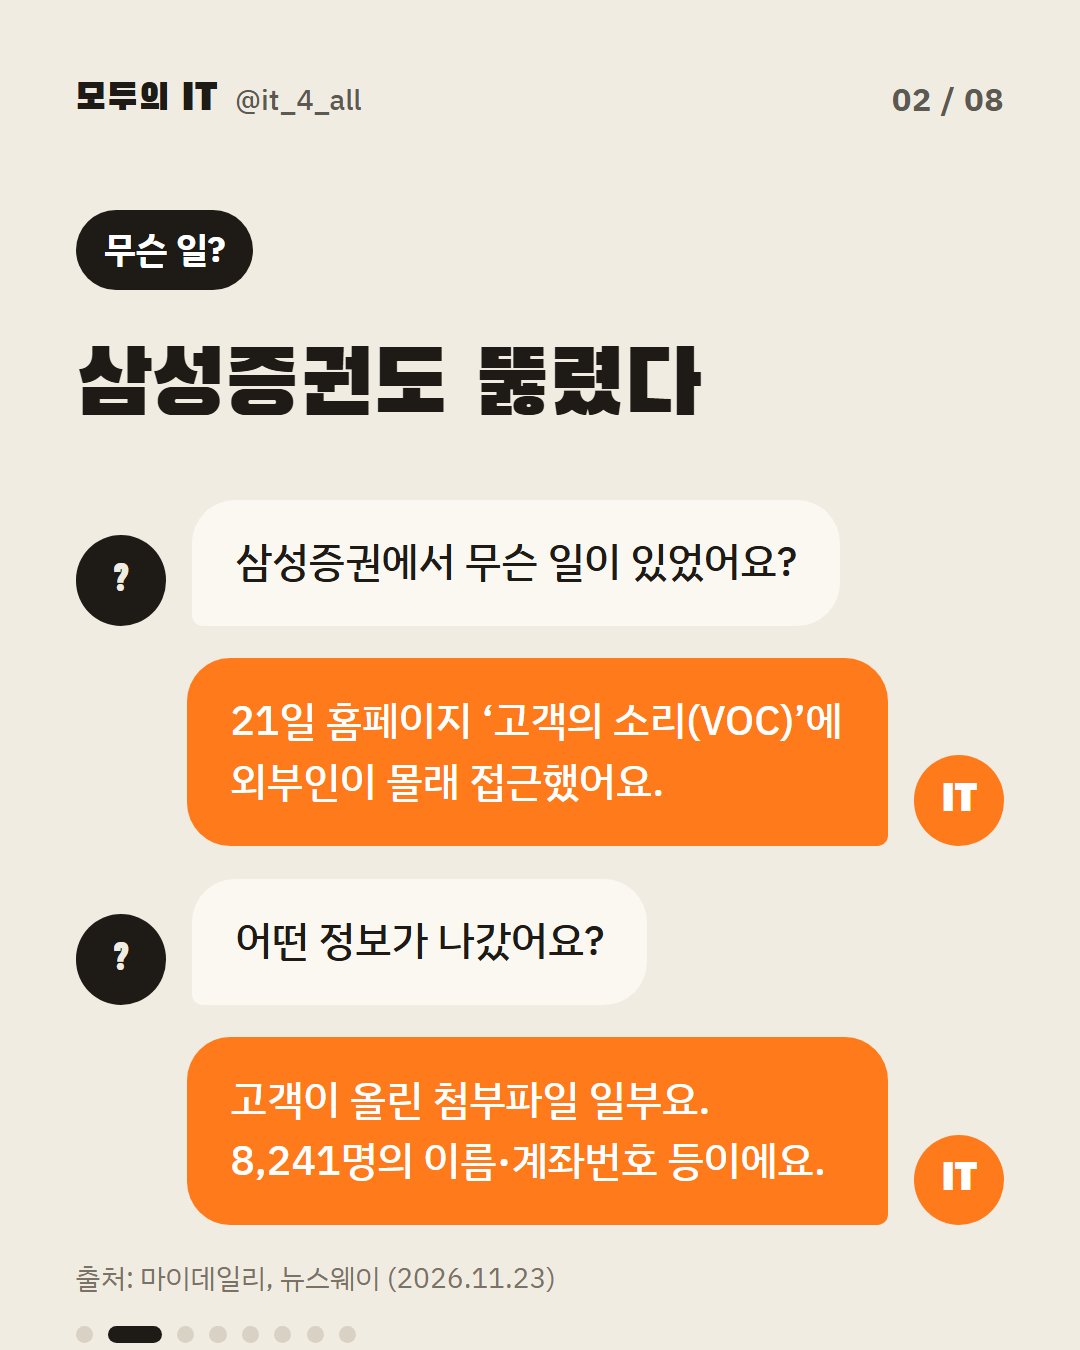 모두의 IT @it_4_all
02 / 08
무슨 일?
삼성증권도 뚫렸다
?
삼성증권에서 무슨 일이 있었어요?
21일 홈페이지 ‘고객의 소리(VOC)’에
외부인이 몰래 접근했어요.
IT
?
어떤 정보가 나갔어요?
고객이 올린 첨부파일 일부요.
8,241명의 이름·계좌번호 등이에요.
IT
출처: 마이데일리, 뉴스웨이 (2026.11.23)